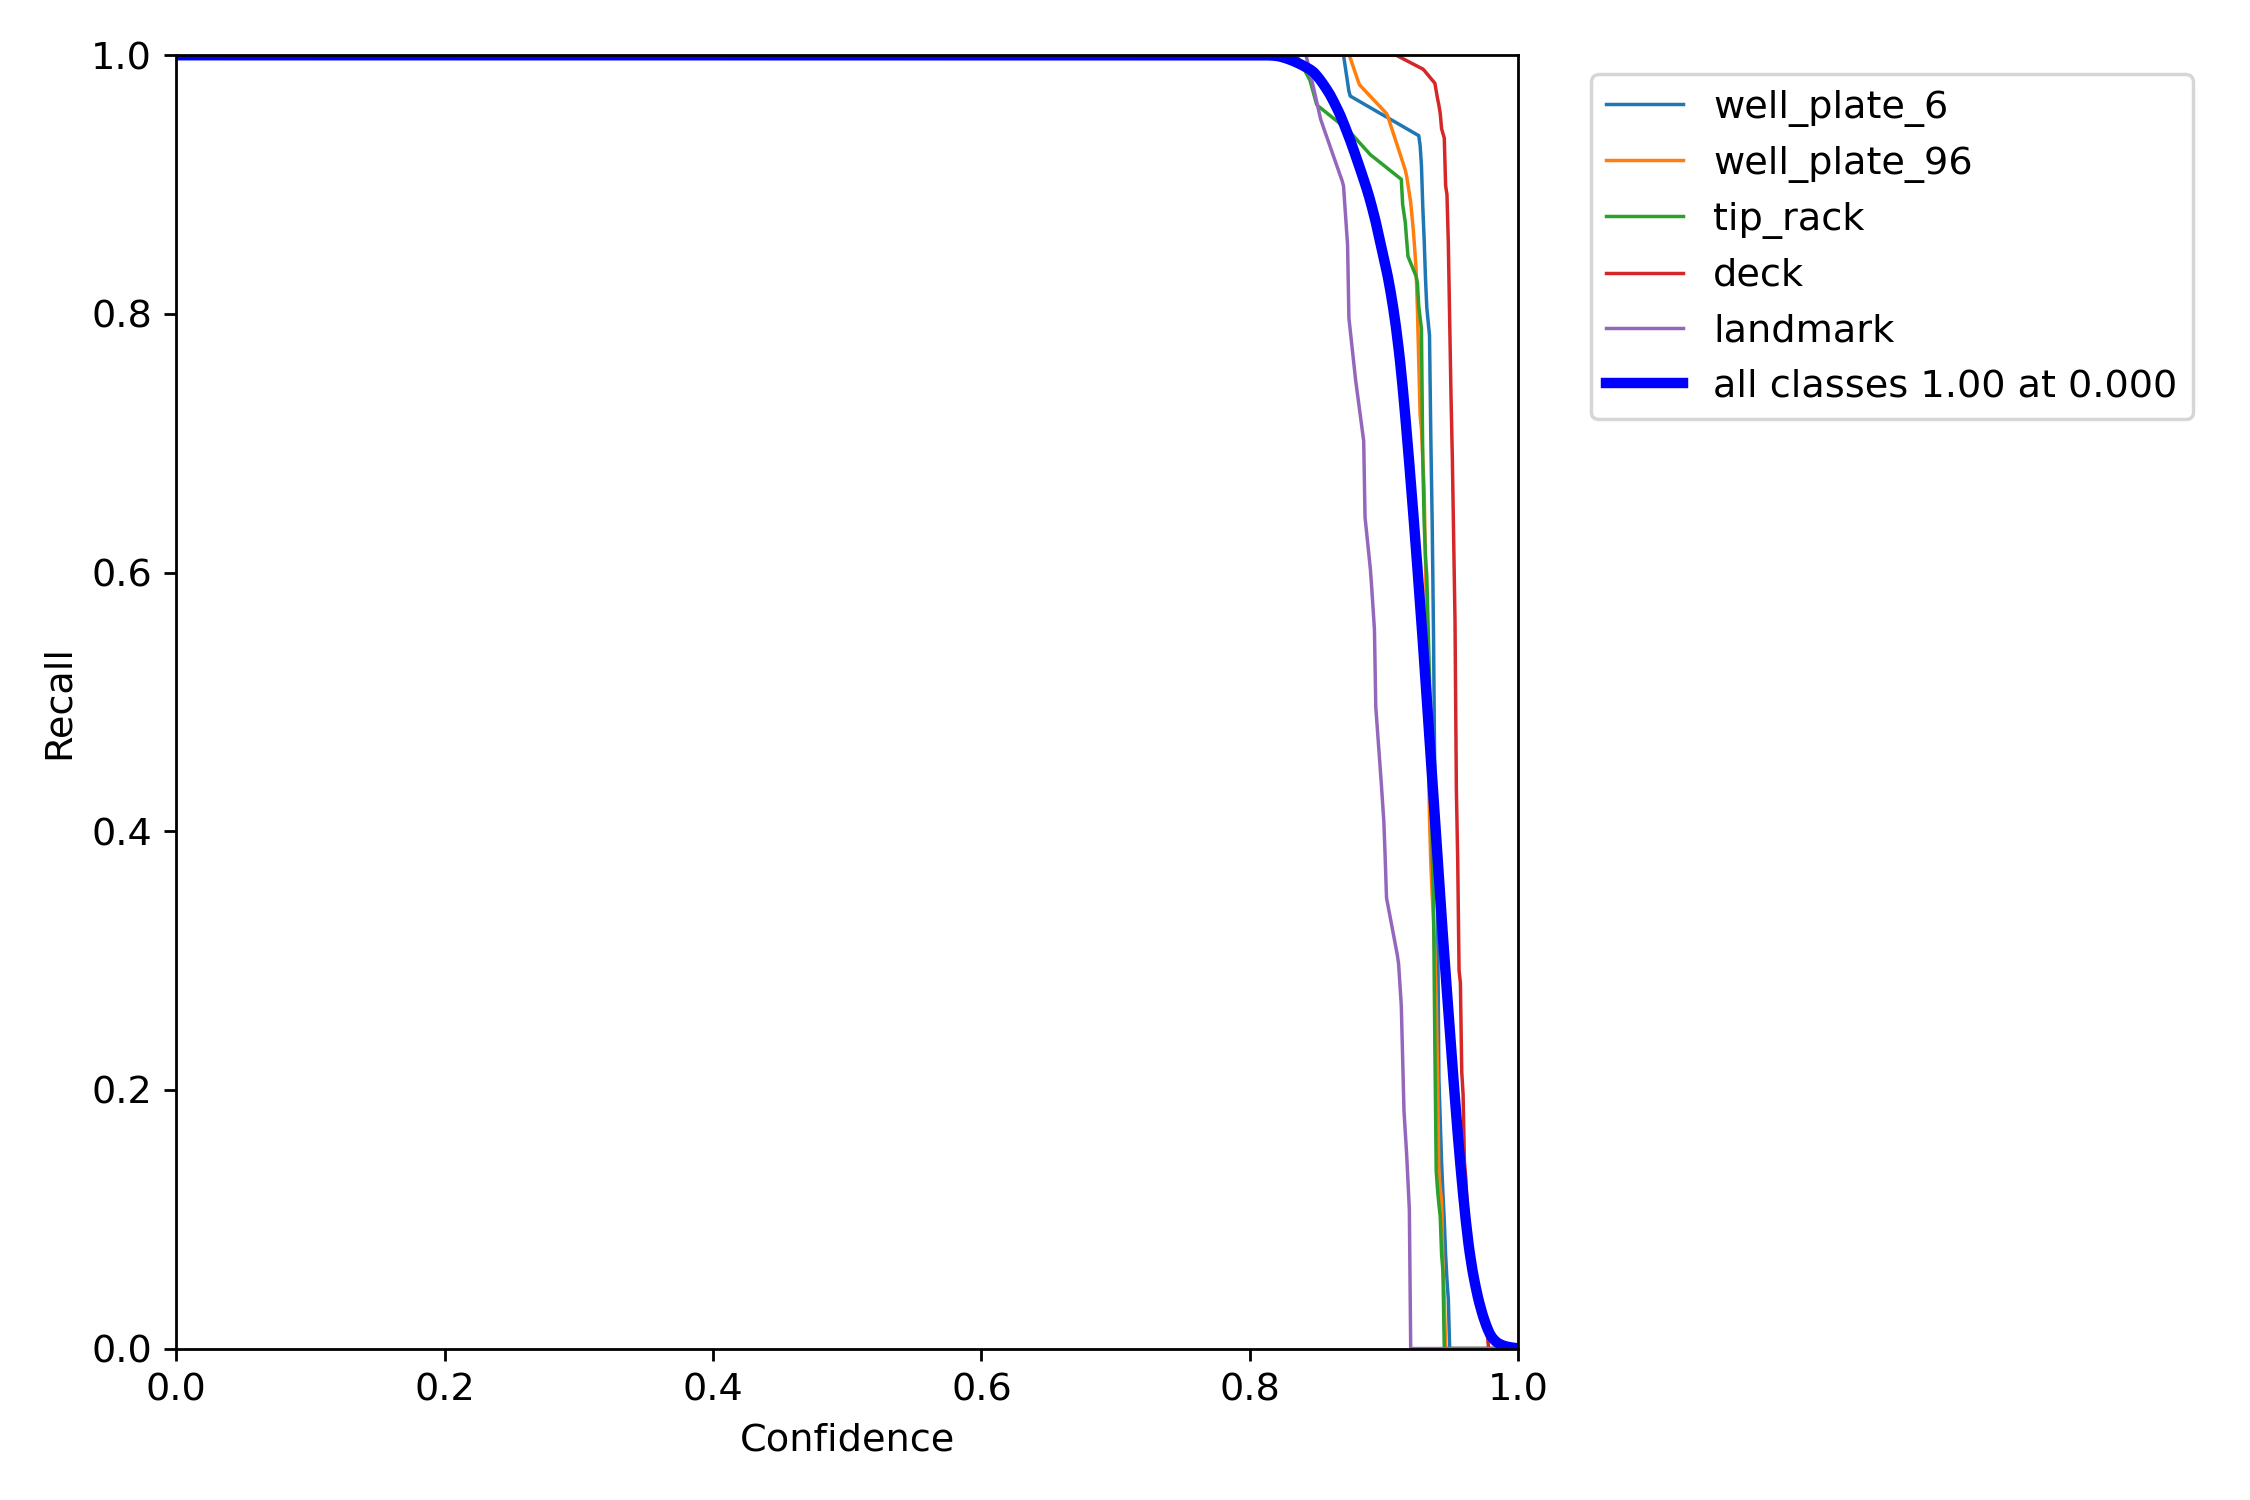 1.0
0.8
0.6
0.4
0.2
0.0
Recall
0.0 0.2 0.4 0.6 0.8 1.0
Confidence
well_plate_6
well_plate_96
tip_rack
deck
landmark
all classes 1.00 at 0.000